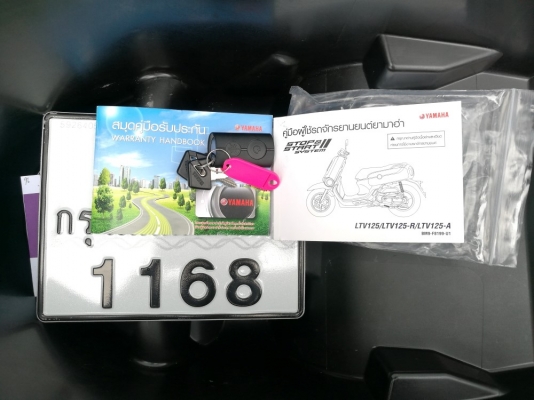 สมุดคู่มือรับประกัน
WARRANTY HANDBOOK
YAMAHA
YAMAHA
กรุ
1168
YAMAHA
คู่มือผู้ใช้รถจักรยานยนต์ยามาฮ่า
STOP &
START
SYSTEM
LTV125/LTV125-R/LTV125-A